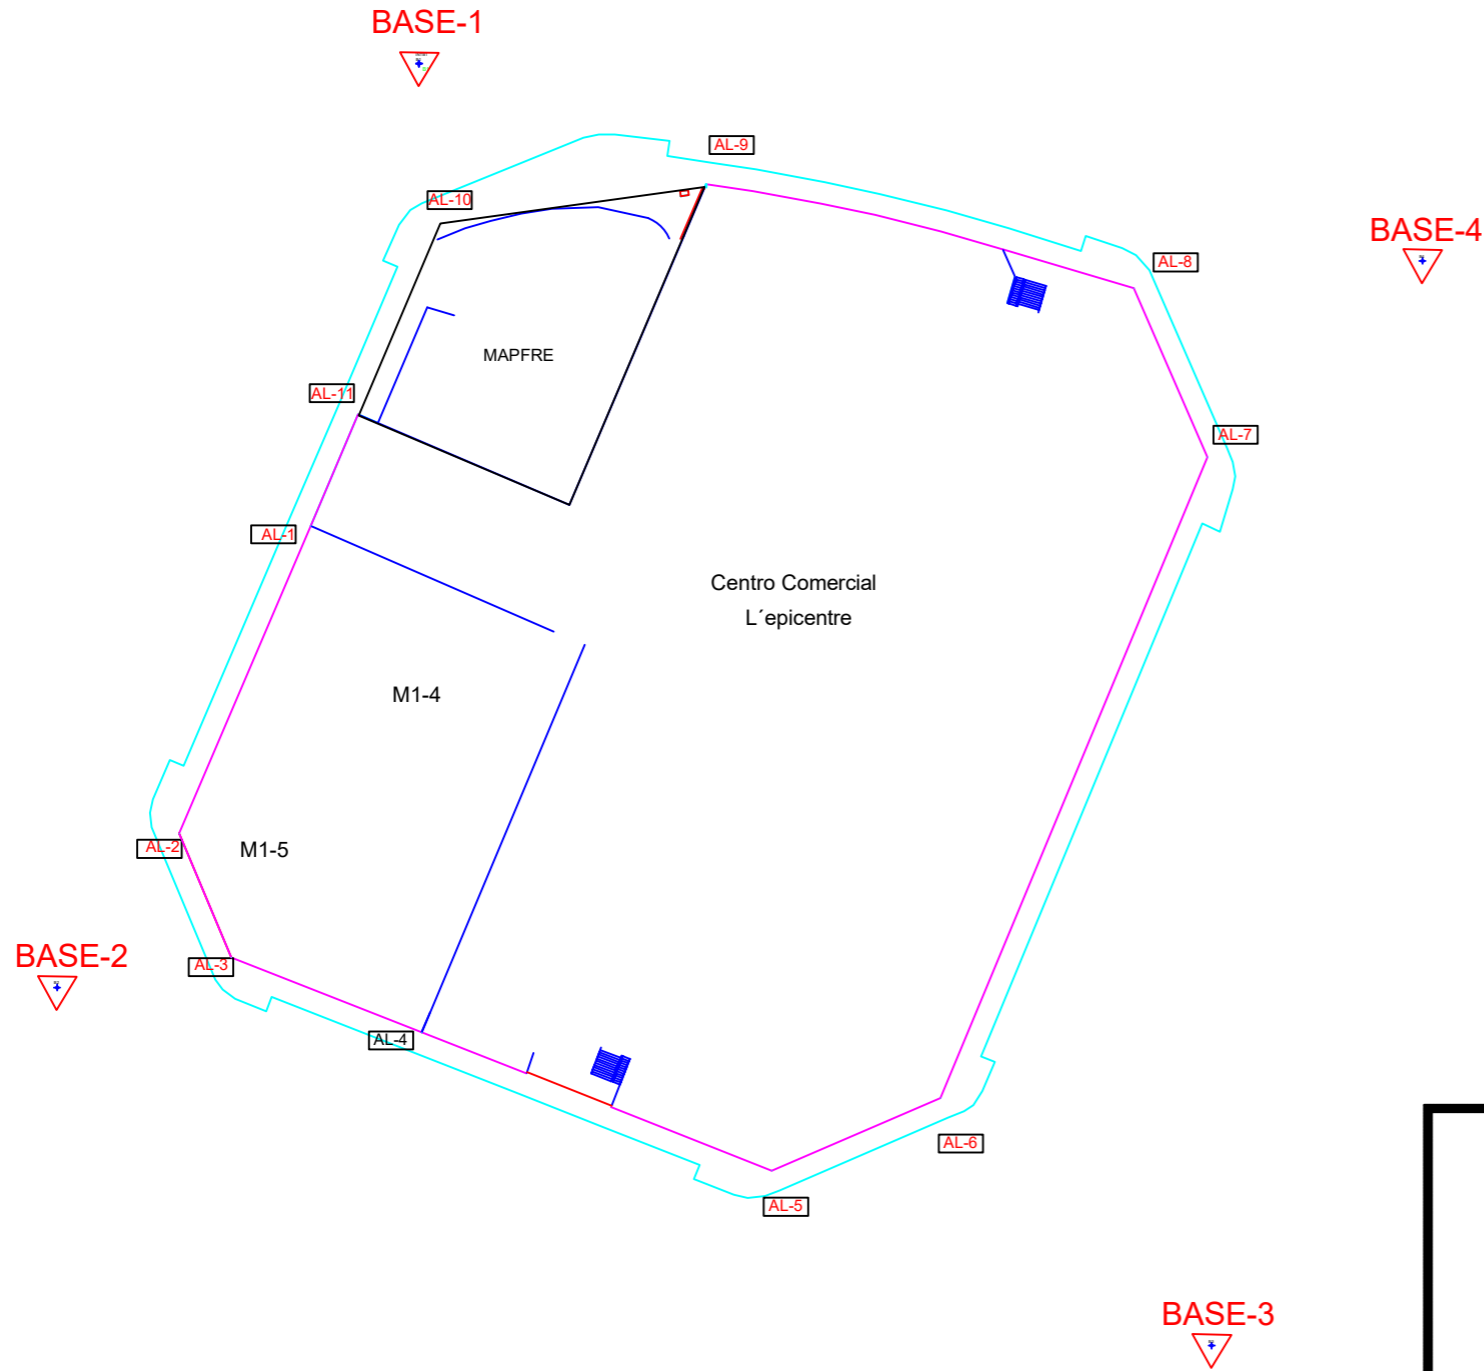 BASE-1
AL-9
AL-10
BASE-4
AL-8
MAPFRE
AL-11
AL-7
AL-1
Centro Comercial
L´epicentre
M1-4
M1-5
AL-2
BASE-2
AL-3
AL-4
AL-6
AL-5
BASE-3